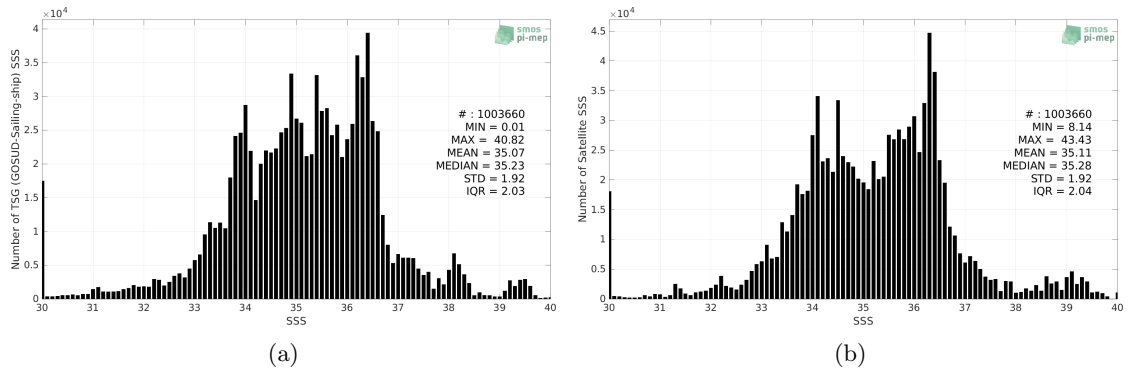 ×10⁴
smos
pi-mep
Number of TSG (GOSUD-Sailing-ship) SSS
4
3.5
3
2.5
2
1.5
1
0.5
0
# : 1003660
MIN = 0.01
MAX = 40.82
MEAN = 35.07
MEDIAN = 35.23
STD = 1.92
IQR = 2.03
30 31 32 33 34 35 36 37 38 39 40
SSS
(a)
×10⁴
smos
pi-mep
Number of Satellite SSS
4.5
4
3.5
3
2.5
2
1.5
1
0.5
0
# : 1003660
MIN = 8.14
MAX = 43.43
MEAN = 35.11
MEDIAN = 35.28
STD = 1.92
IQR = 2.04
30 31 32 33 34 35 36 37 38 39 40
SSS
(b)